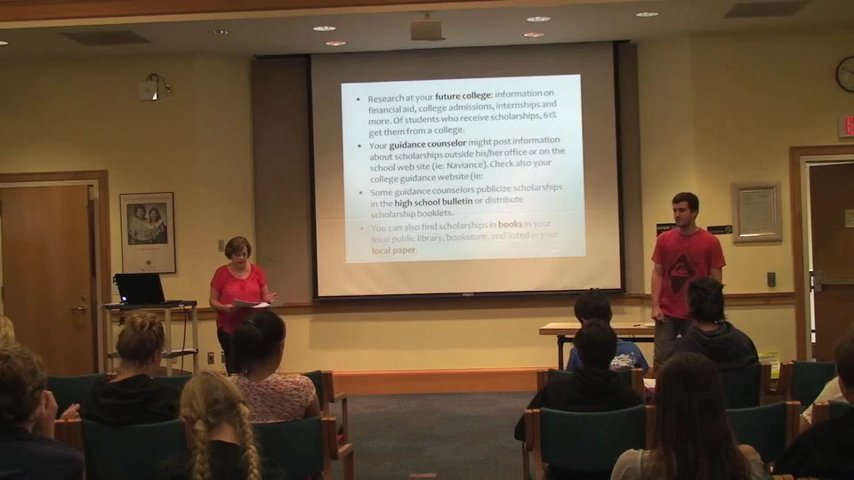 • Research at your future college: information on
financial aid, college admissions, internships and
more. Of students who receive scholarships, 61%
get them from a college.
• Your guidance counselor might post information
about scholarships outside his/her office or on the
school web site (ie: Naviance). Check also your
college guidance website (ie:
• Some guidance counselors publicize scholarships
in the high school bulletin or distribute
scholarship booklets.
• You can also find scholarships in books in your
local public library, bookstore, and listed in your
local paper.